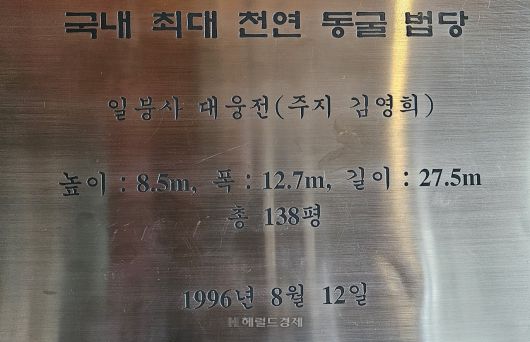 국내 최대 천연 동굴 법당
일붕사 대웅전(주지 김영희)
높이 : 8.5m, 폭 : 12.7m, 길이 : 27.5m
총 138평
1996년 8월 12일
헤럴드경제